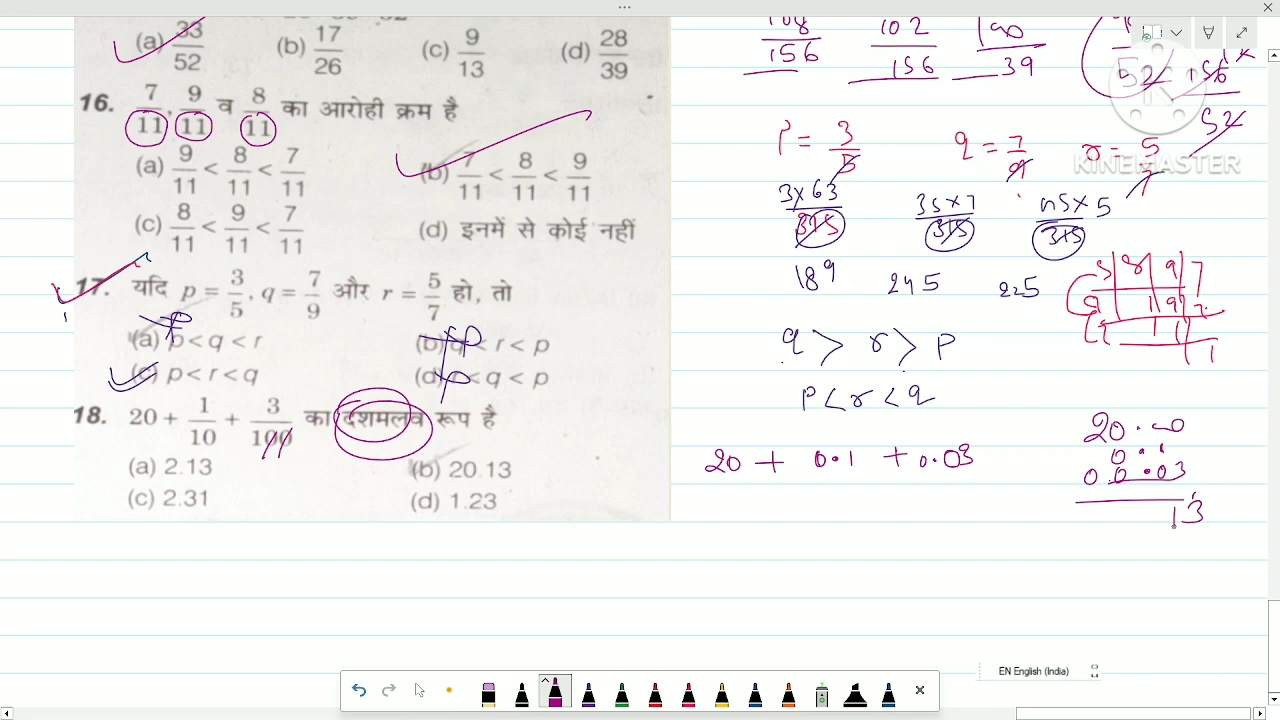 (a) 33/52 (b) 17/26 (c) 9/13 (d) 28/39
16. 7/11, 9/11 व 8/11 का आरोही क्रम है
(a) 9/11 < 8/11 < 7/11 (b) 7/11 < 8/11 < 9/11
(c) 8/11 < 9/11 < 7/11 (d) इनमें से कोई नहीं
17. यदि p = 3/5, q = 7/9 और r = 5/7 हो, तो
(a) p < q < r (b) q < r < p
(c) p < r < q (d) r < q < p
18. 20 + 1/10 + 3/100 का दशमलव रूप है
(a) 2.13 (b) 20.13
(c) 2.31 (d) 1.23
108/156 102/156 /39
52 156
52
P = 3/5 q = 7/9 r = 5/7
KINEMASTER
3×63/315 35×7/315 45×5/315
189 245 225
q > r > p
p < r < q
20 + 0.1 + 0.03
20.00
0.1
0.03
13
EN English (India)